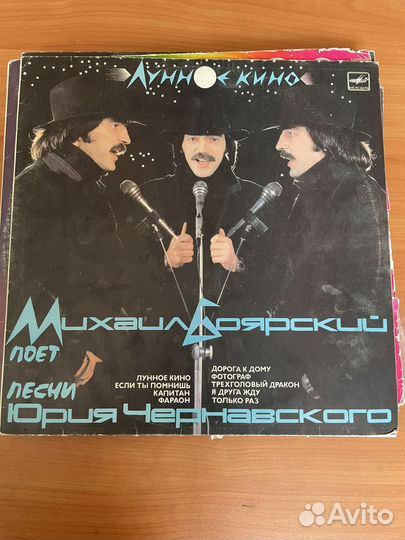 ЛУННОЕ КИНО
МЕЛОДИЯ
МИХАИЛ БОЯРСКИЙ
ПОЕТ
ПЕСНИ
ЮРИЯ ЧЕРНАВСКОГО
ЛУННОЕ КИНО
ЕСЛИ ТЫ ПОМНИШЬ
КАПИТАН
ФАРАОН
ДОРОГА К ДОМУ
ФОТОГРАФ
ТРЕХГОЛОВЫЙ ДРАКОН
Я ДРУГА ЖДУ
ТОЛЬКО РАЗ
Avito